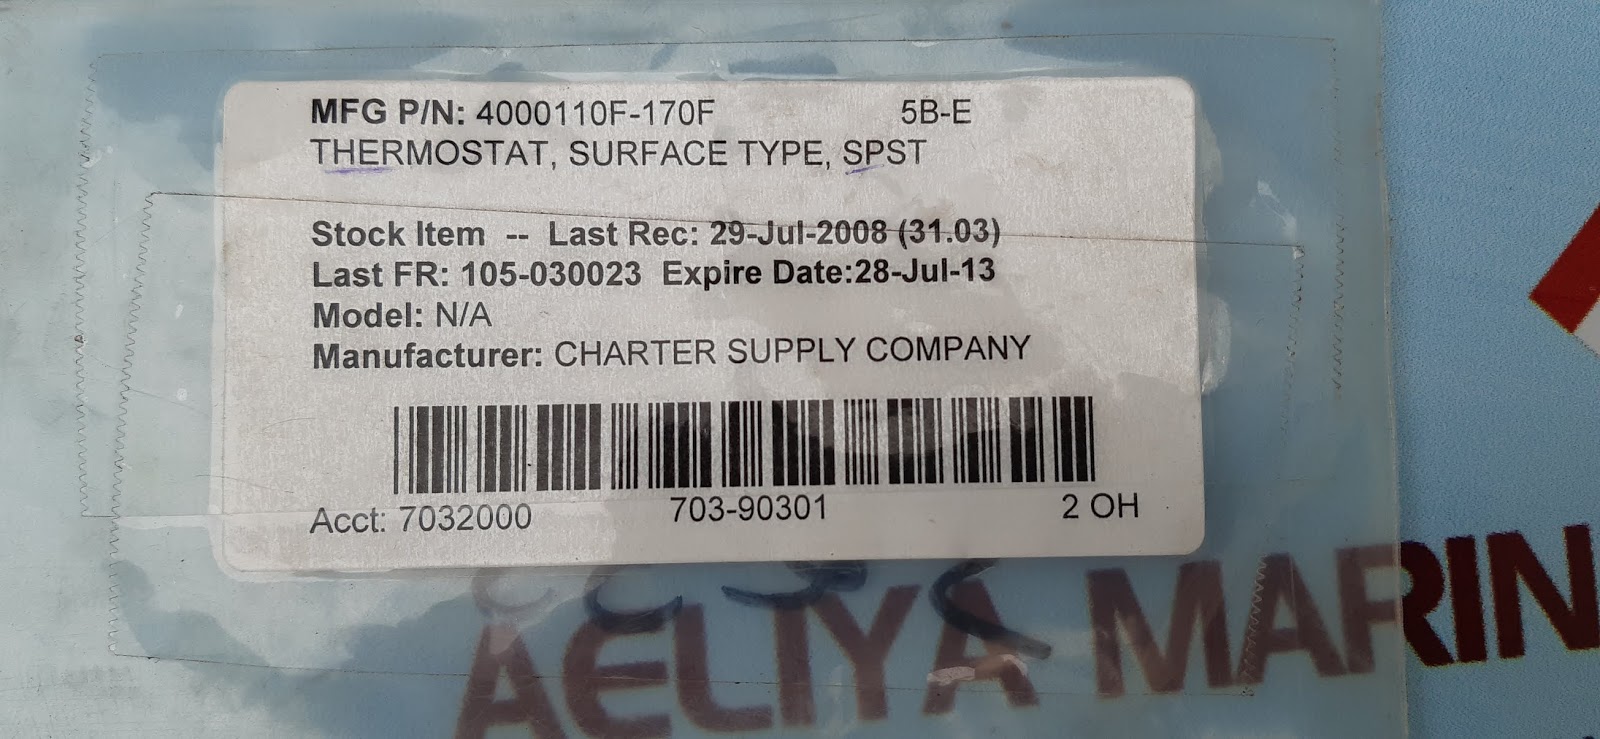 MFG P/N: 4000110F-170F 5B-E
THERMOSTAT, SURFACE TYPE, SPST
Stock Item -- Last Rec: 29-Jul-2008 (31.03)
Last FR: 105-030023 Expire Date:28-Jul-13
Model: N/A
Manufacturer: CHARTER SUPPLY COMPANY
Acct: 7032000 703-90301 2 OH
AELIYA MARIN